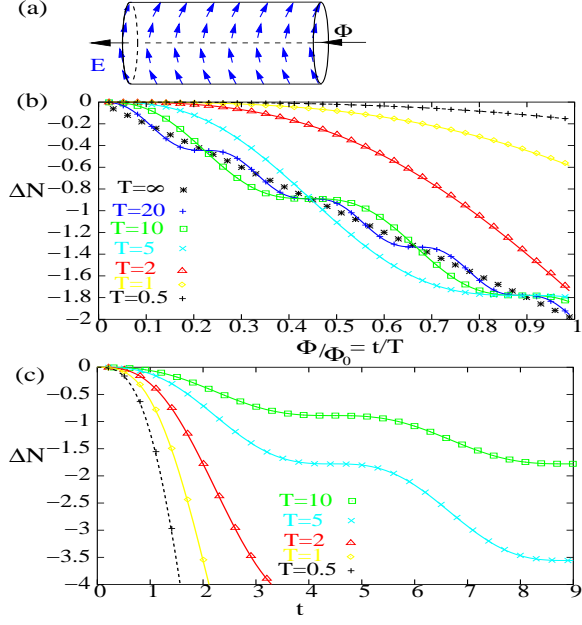 (a)
E
Φ
(b)
0
−0.2
−0.4
−0.6
−0.8
−1
−1.2
−1.4
−1.6
−1.8
−2
ΔN
T=∞
T=20
T=10
T=5
T=2
T=1
T=0.5
0 0.1 0.2 0.3 0.4 0.5 0.6 0.7 0.8 0.9 1
Φ/Φ₀= t/T
(c)
0
−0.5
−1
−1.5
−2
−2.5
−3
−3.5
−4
ΔN
T=10
T=5
T=2
T=1
T=0.5
0 1 2 3 4 5 6 7 8 9
t